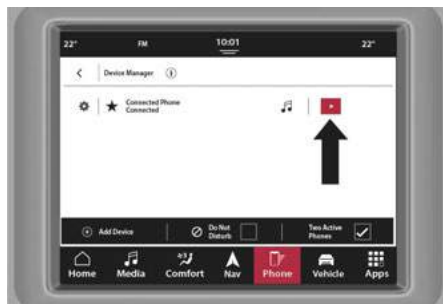 22° FM 10:01 22°
Device Manager
Connected Phone
Connected
Add Device
Do Not
Disturb
Two Active
Phones
Home Media Comfort Nav Phone Vehicle Apps